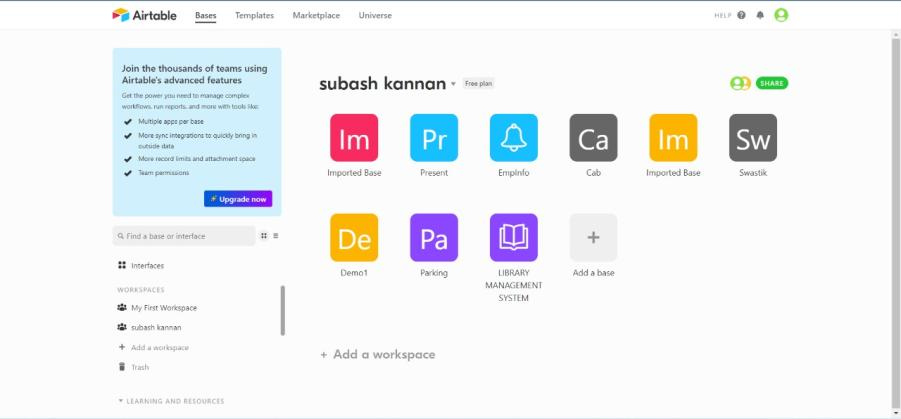 Airtable Bases Templates Marketplace Universe HELP
Join the thousands of teams using
Airtable's advanced features
Get the power you need to manage complex
workflows, run reports, and more with tools like:
Multiple apps per base
More sync integrations to quickly bring in
outside data
More record limits and attachment space
Team permissions
Upgrade now
Find a base or interface
Interfaces
WORKSPACES
My First Workspace
subash kannan
+ Add a workspace
Trash
LEARNING AND RESOURCES
subash kannan Free plan SHARE
Im Pr Ca Im Sw
Imported Base Present EmpInfo Cab Imported Base Swastik
De Pa +
Demo1 Parking LIBRARY Add a base
MANAGEMENT
SYSTEM
+ Add a workspace